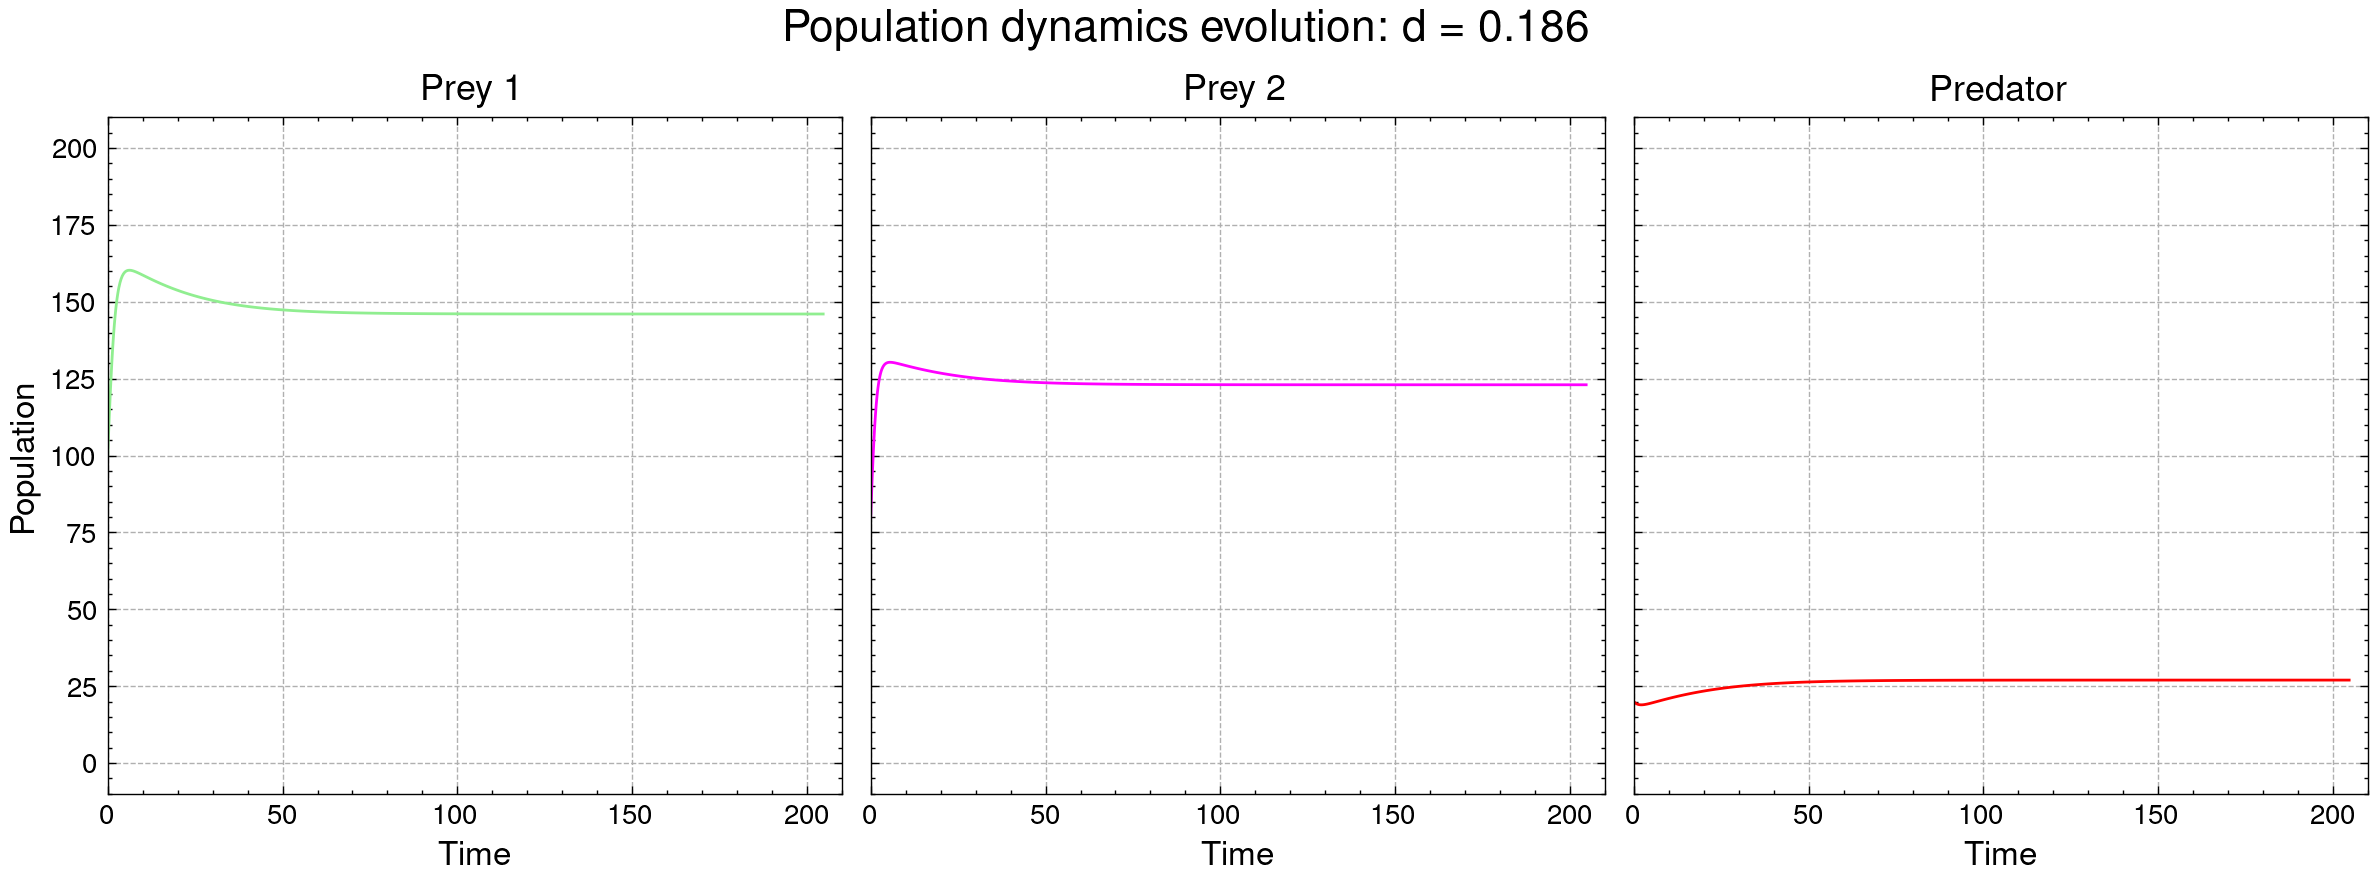 Population dynamics evolution: d = 0.186
Prey 1
Prey 2
Predator
200
175
150
125
100
75
50
25
0
Population
0 50 100 150 200
0 50 100 150 200
0 50 100 150 200
Time
Time
Time